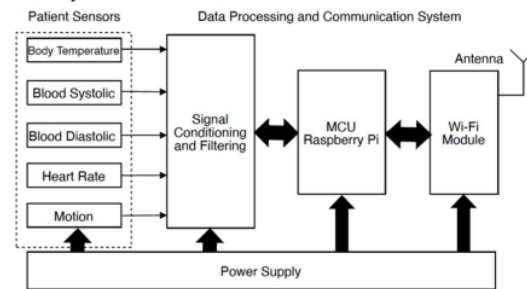 Patient Sensors
Data Processing and Communication System
Body Temperature
Blood Systolic
Blood Diastolic
Heart Rate
Motion
Signal
Conditioning
and Filtering
MCU
Raspberry Pi
Wi-Fi
Module
Antenna
Power Supply